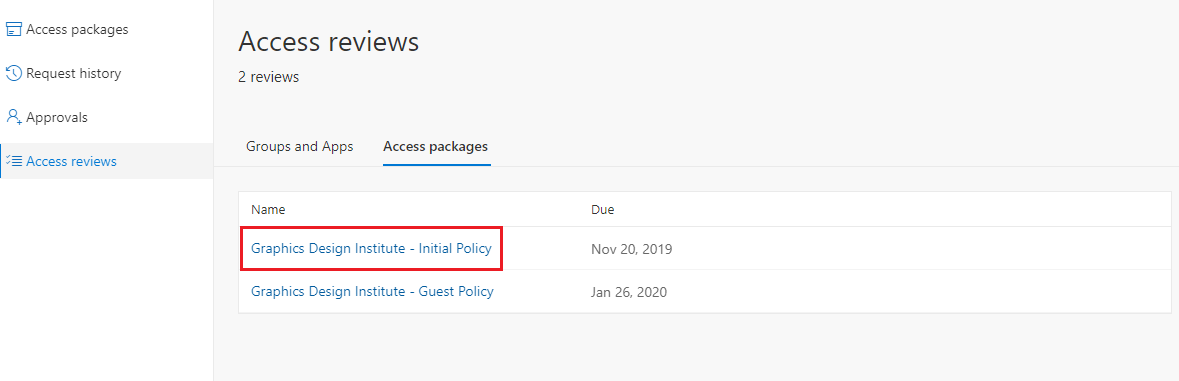 Access packages
Request history
Approvals
Access reviews
Access reviews
2 reviews
Groups and Apps Access packages
Name Due
Graphics Design Institute - Initial Policy Nov 20, 2019
Graphics Design Institute - Guest Policy Jan 26, 2020